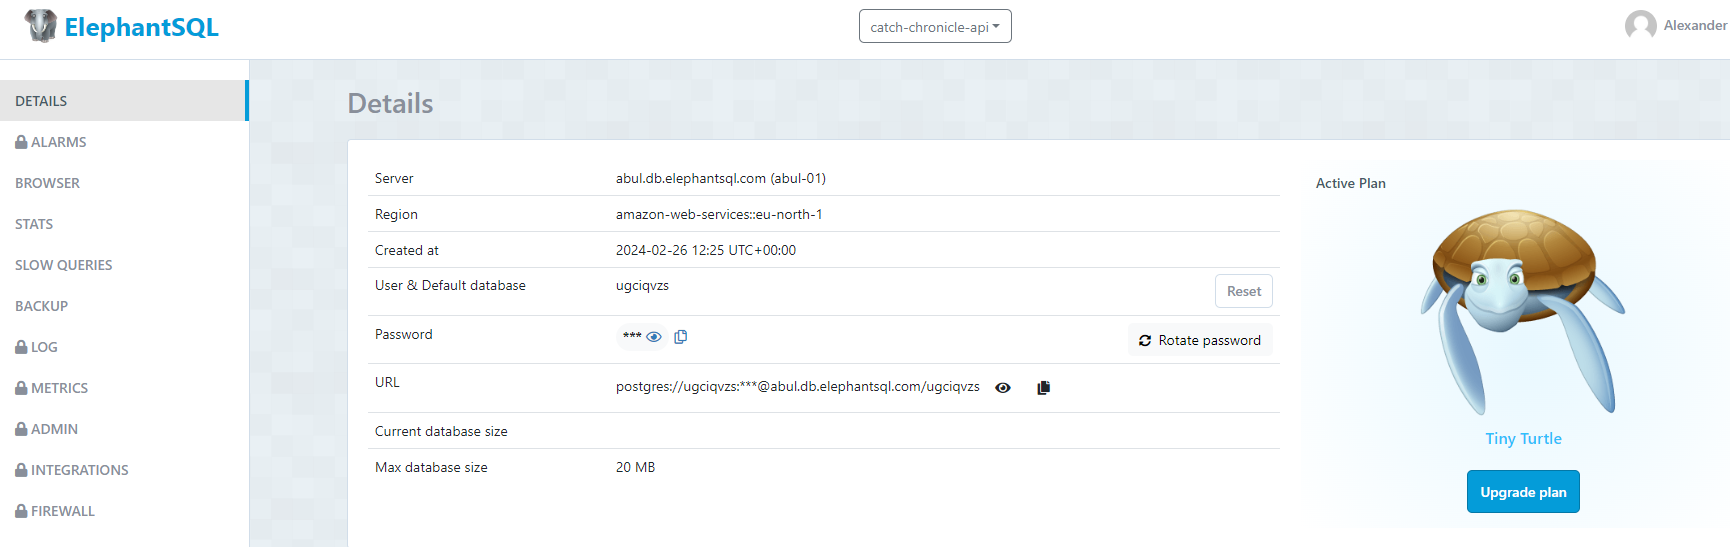 ElephantSQL
catch-chronicle-api
Alexander
DETAILS
ALARMS
BROWSER
STATS
SLOW QUERIES
BACKUP
LOG
METRICS
ADMIN
INTEGRATIONS
FIREWALL
Details
Server abul.db.elephantsql.com (abul-01)
Region amazon-web-services::eu-north-1
Created at 2024-02-26 12:25 UTC+00:00
User & Default database ugciqvzs Reset
Password *** Rotate password
URL postgres://ugciqvzs:***@abul.db.elephantsql.com/ugciqvzs
Current database size
Max database size 20 MB
Active Plan
Tiny Turtle
Upgrade plan